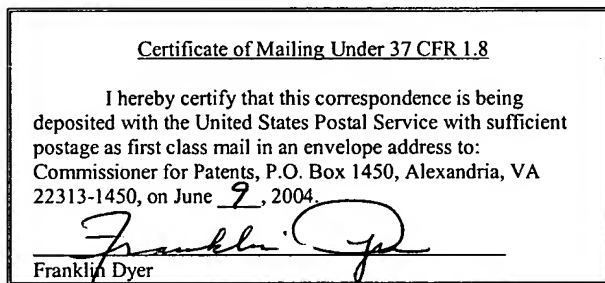 Certificate of Mailing Under 37 CFR 1.8
I hereby certify that this correspondence is being
deposited with the United States Postal Service with sufficient
postage as first class mail in an envelope address to:
Commissioner for Patents, P.O. Box 1450, Alexandria, VA
22313-1450, on June 9, 2004.
Franklin Dyer
Franklin Dyer